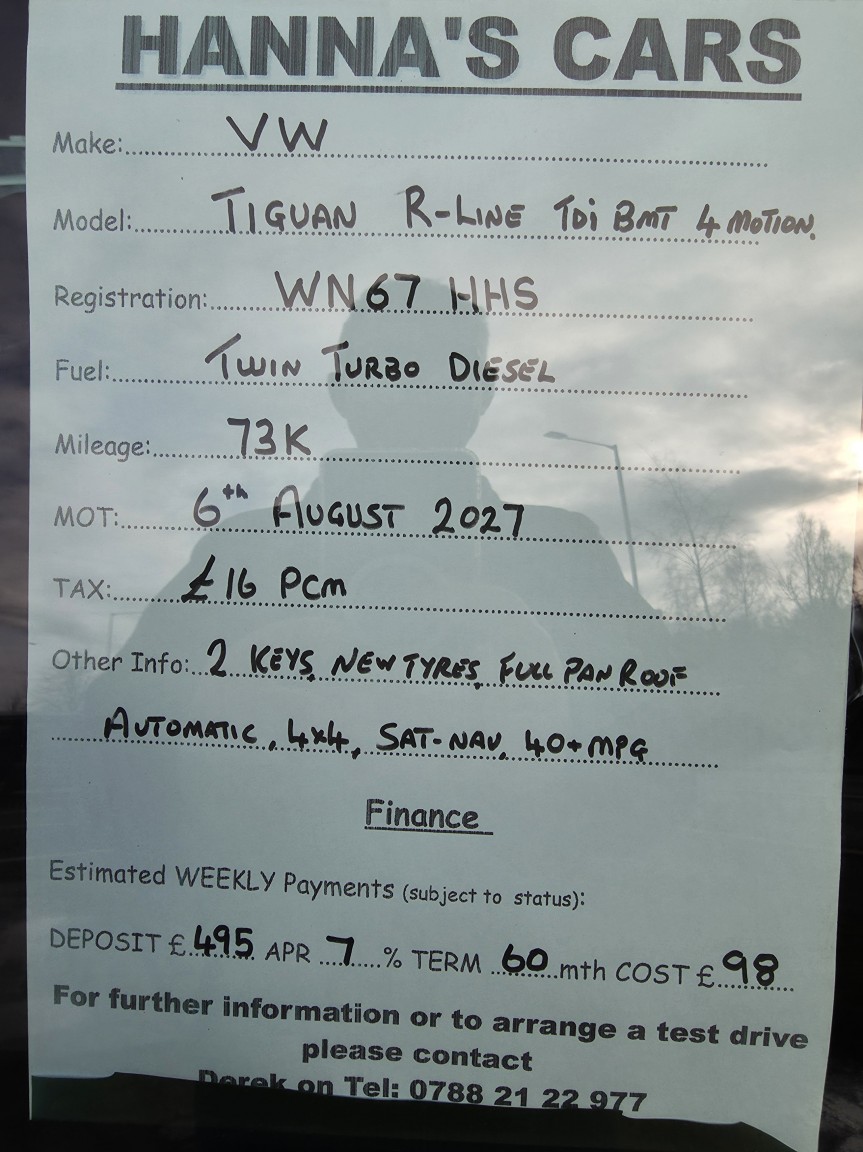 HANNA'S CARS
Make:..........VW..........
Model:..........TIGUAN R-LINE TDi BMT 4 MOTION.
Registration:..........WN67 HHS..........
Fuel:..........TWIN TURBO DIESEL..........
Mileage:..........73K..........
MOT:..........6th AUGUST 2027..........
TAX:..........£16 PCM..........
Other Info:..2 KEYS, NEW TYRES, FULL PAN ROOF
AUTOMATIC, 4x4, SAT-NAV, 40+MPG
Finance
Estimated WEEKLY Payments (subject to status):
DEPOSIT £..495 APR ...7....% TERM ..60..mth COST £..98....
For further information or to arrange a test drive
please contact
Derek on Tel: 0788 21 22 977